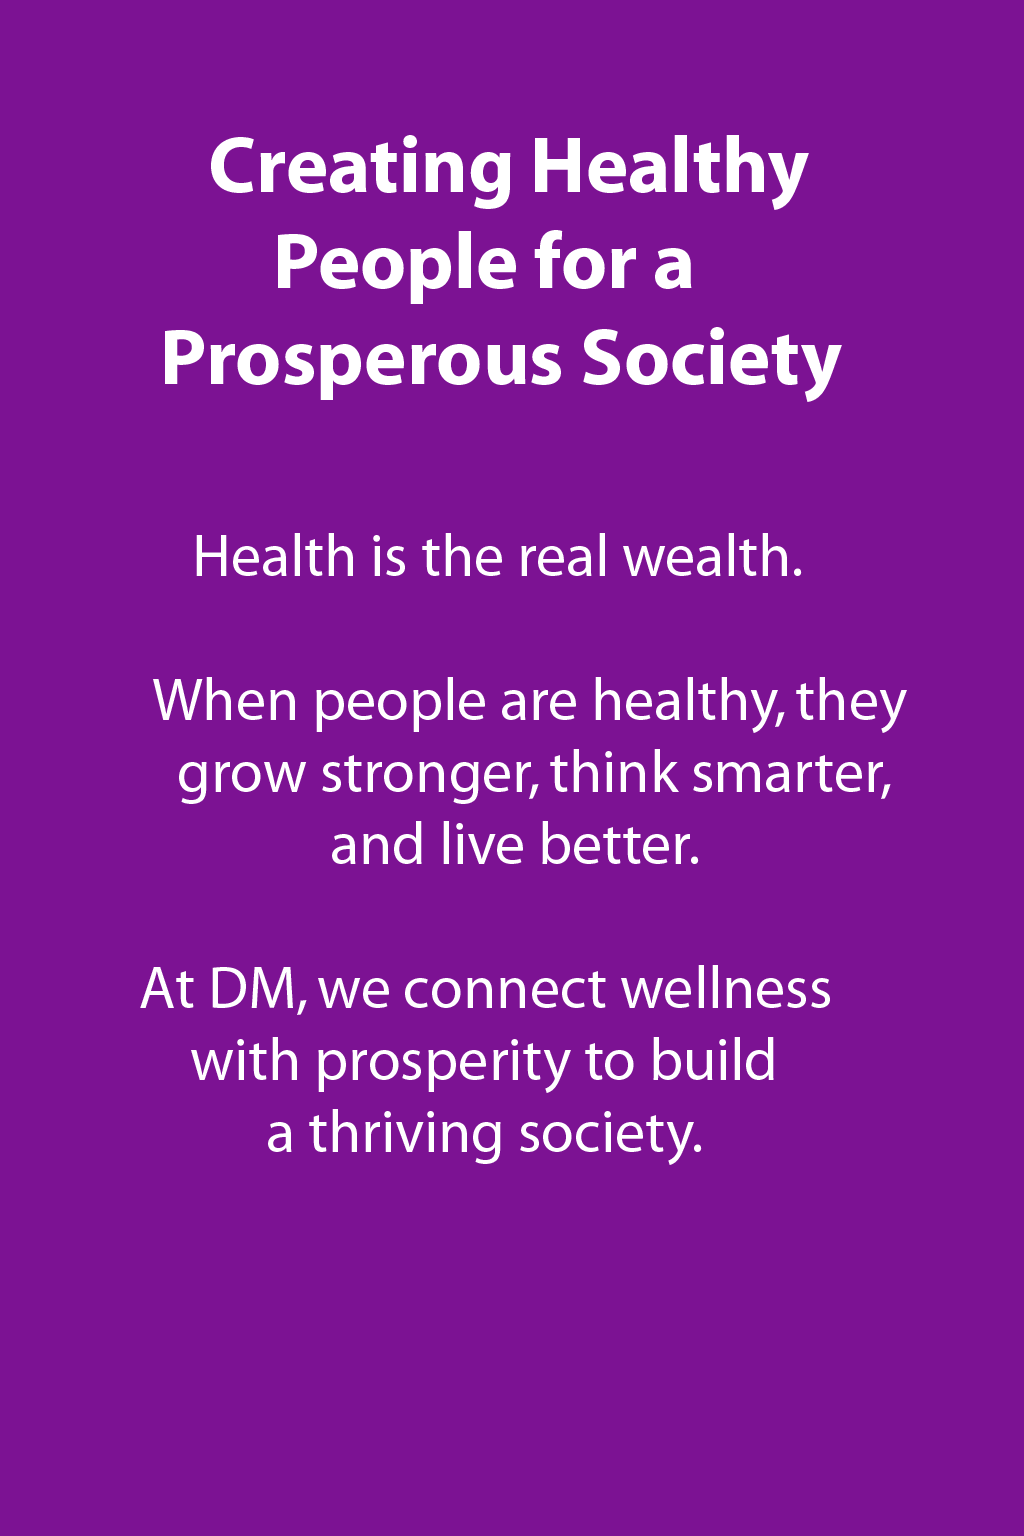 Creating Healthy
People for a
Prosperous Society
Health is the real wealth.
When people are healthy, they
grow stronger, think smarter,
and live better.
At DM, we connect wellness
with prosperity to build
a thriving society.